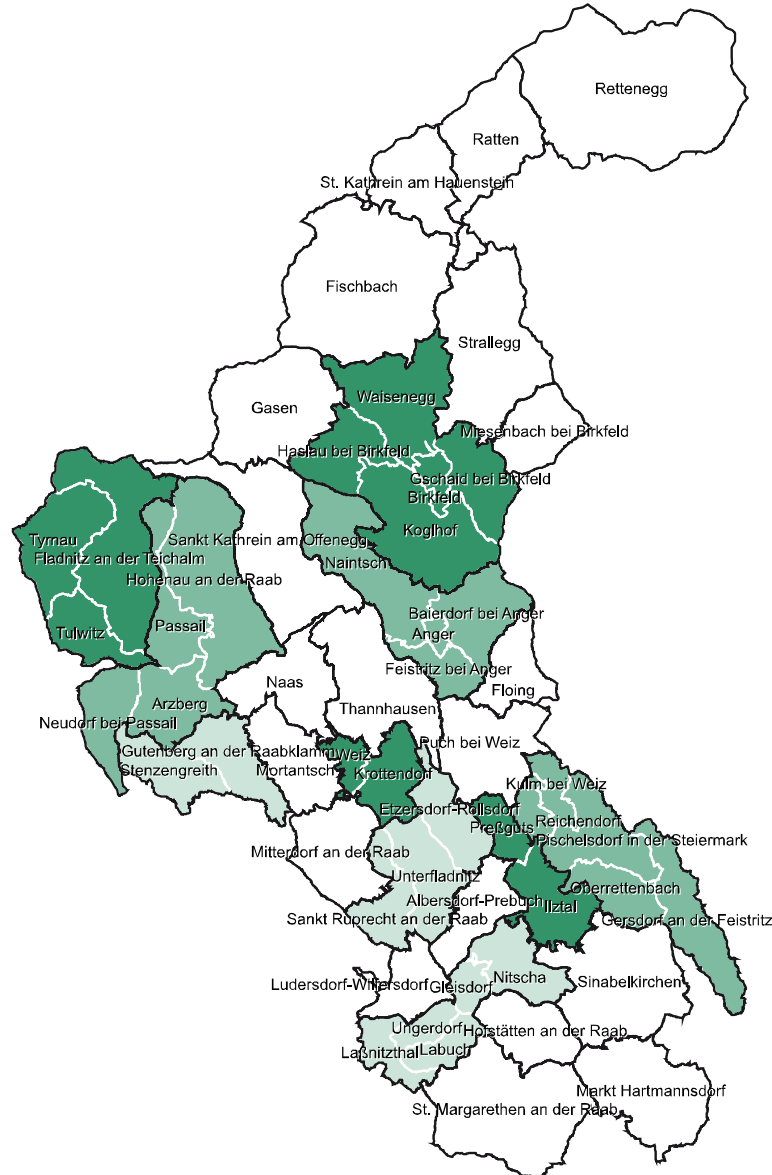 Rettenegg
Ratten
St. Kathrein am Hauenstein
Fischbach
Strallegg
Waisenegg
Gasen
Miesenbach bei Birkfeld
Haslau bei Birkfeld
Gschaid bei Birkfeld
Birkfeld
Koglhof
Tyrnau
Sankt Kathrein am Offenegg
Fladnitz an der Teichalm
Naintsch
Hohenau an der Raab
Baierdorf bei Anger
Tulwitz
Passail
Anger
Feistritz bei Anger
Naas
Floing
Arzberg
Thannhausen
Neudorf bei Passail
Puch bei Weiz
Gutenberg an der Raabklamm
Weiz
Stenzengreith
Mortantsch
Krottendorf
Kulm bei Weiz
Etzersdorf-Rollsdorf
Preßguts
Reichendorf
Pischelsdorf in der Steiermark
Mitterdorf an der Raab
Unterfladnitz
Oberrettenbach
Albersdorf-Prebuch
Ilztal
Sankt Ruprecht an der Raab
Gersdorf an der Feistritz
Nitscha
Sinabelkirchen
Ludersdorf-Wilfersdorf
Gleisdorf
Ungerdorf
Hofstätten an der Raab
Laßnitzthal
Labuch
Markt Hartmannsdorf
St. Margarethen an der Raab